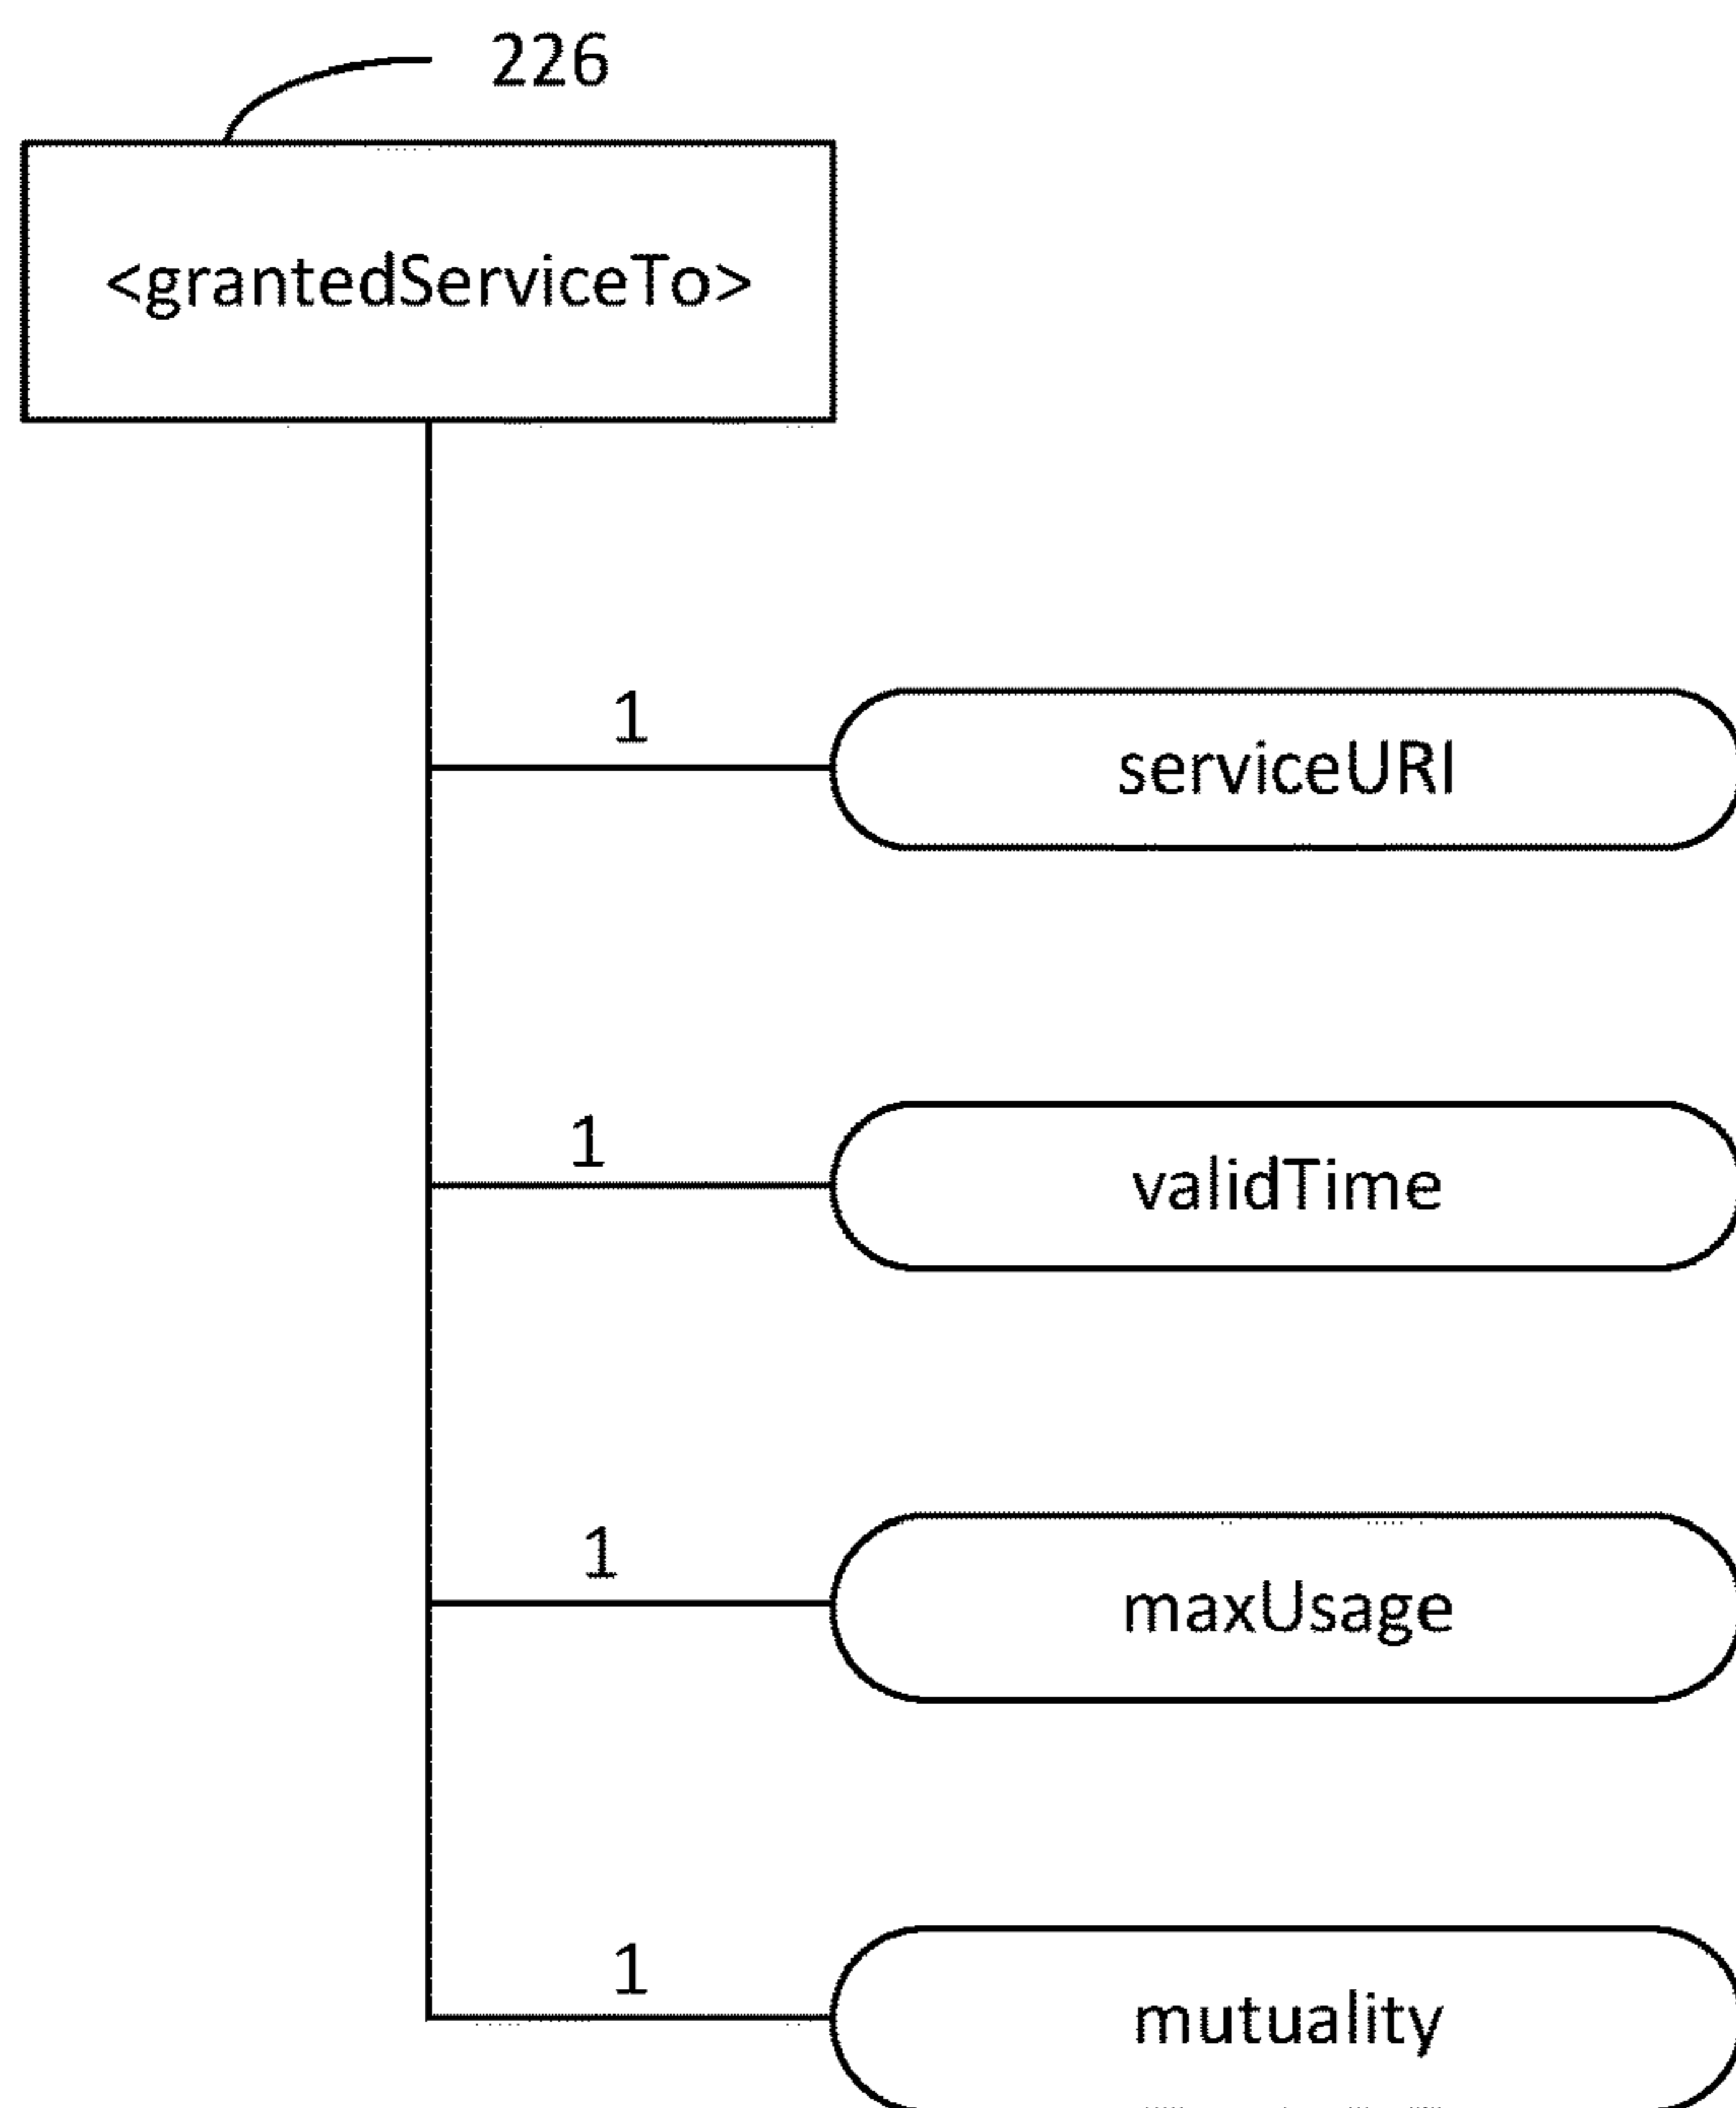 226
<grantedServiceTo>
1
serviceURI
1
validTime
1
maxUsage
1
mutuality